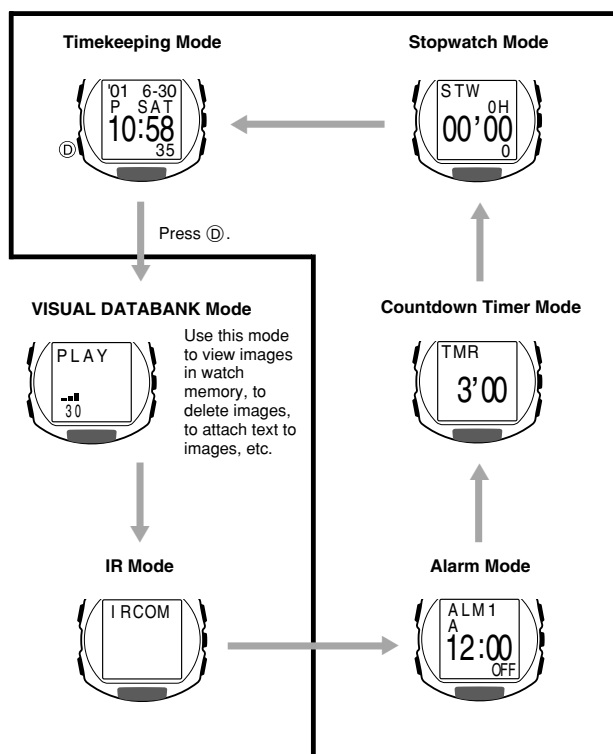 Timekeeping Mode
'01 6-30
P SAT
10:58
35
D
Press D.
Stopwatch Mode
STW
0H
00'00
0
VISUAL DATABANK Mode
PLAY
30
Use this mode
to view images
in watch
memory, to
delete images,
to attach text to
images, etc.
Countdown Timer Mode
TMR
3'00
IR Mode
IRCOM
Alarm Mode
ALM1
A
12:00
OFF